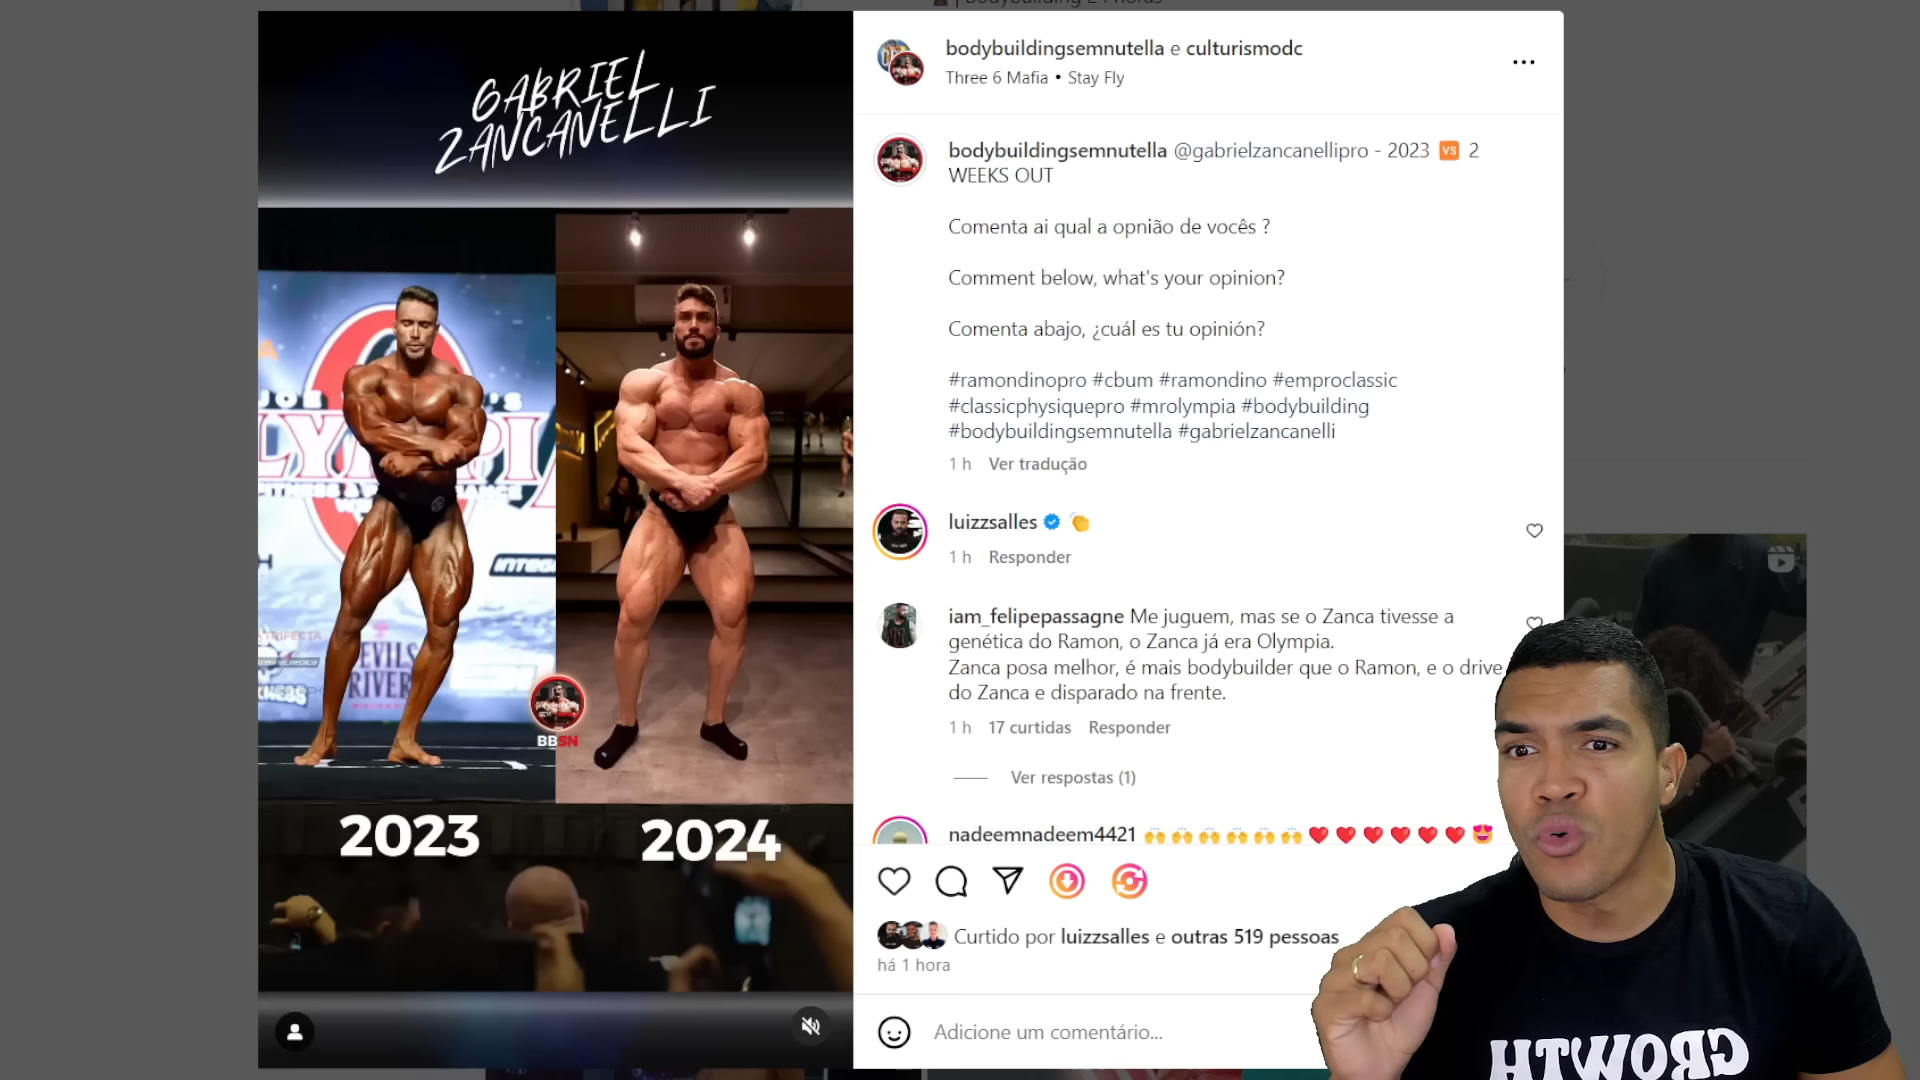 Bodybuilding 24 horas
GABRIEL
ZANCANELLI
bodybuildingsemnutella e culturismodc
Three 6 Mafia • Stay Fly
bodybuildingsemnutella @gabrielzancanellipro - 2023 🆚 2
WEEKS OUT
Comenta ai qual a opnião de vocês ?
Comment below, what's your opinion?
Comenta abajo, ¿cuál es tu opinión?
#ramondinopro #cbum #ramondino #emproclassic
#classicphysiquepro #mrolympia #bodybuilding
#bodybuildingsemnutella #gabrielzancanelli
1 h Ver tradução
luizzsalles 👏
1 h Responder
iam_felipepassagne Me juguem, mas se o Zanca tivesse a
genética do Ramon, o Zanca já era Olympia.
Zanca posa melhor, é mais bodybuilder que o Ramon, e o drive
do Zanca e disparado na frente.
1 h 17 curtidas Responder
Ver respostas (1)
nadeemnadeem4421 🙌🙌🙌🙌🙌🙌❤️❤️❤️❤️❤️❤️😍
Curtido por luizzsalles e outras 519 pessoas
há 1 hora
Adicione um comentário...
DEVILS
RIVER
BBSN
2023
2024
GROWTH